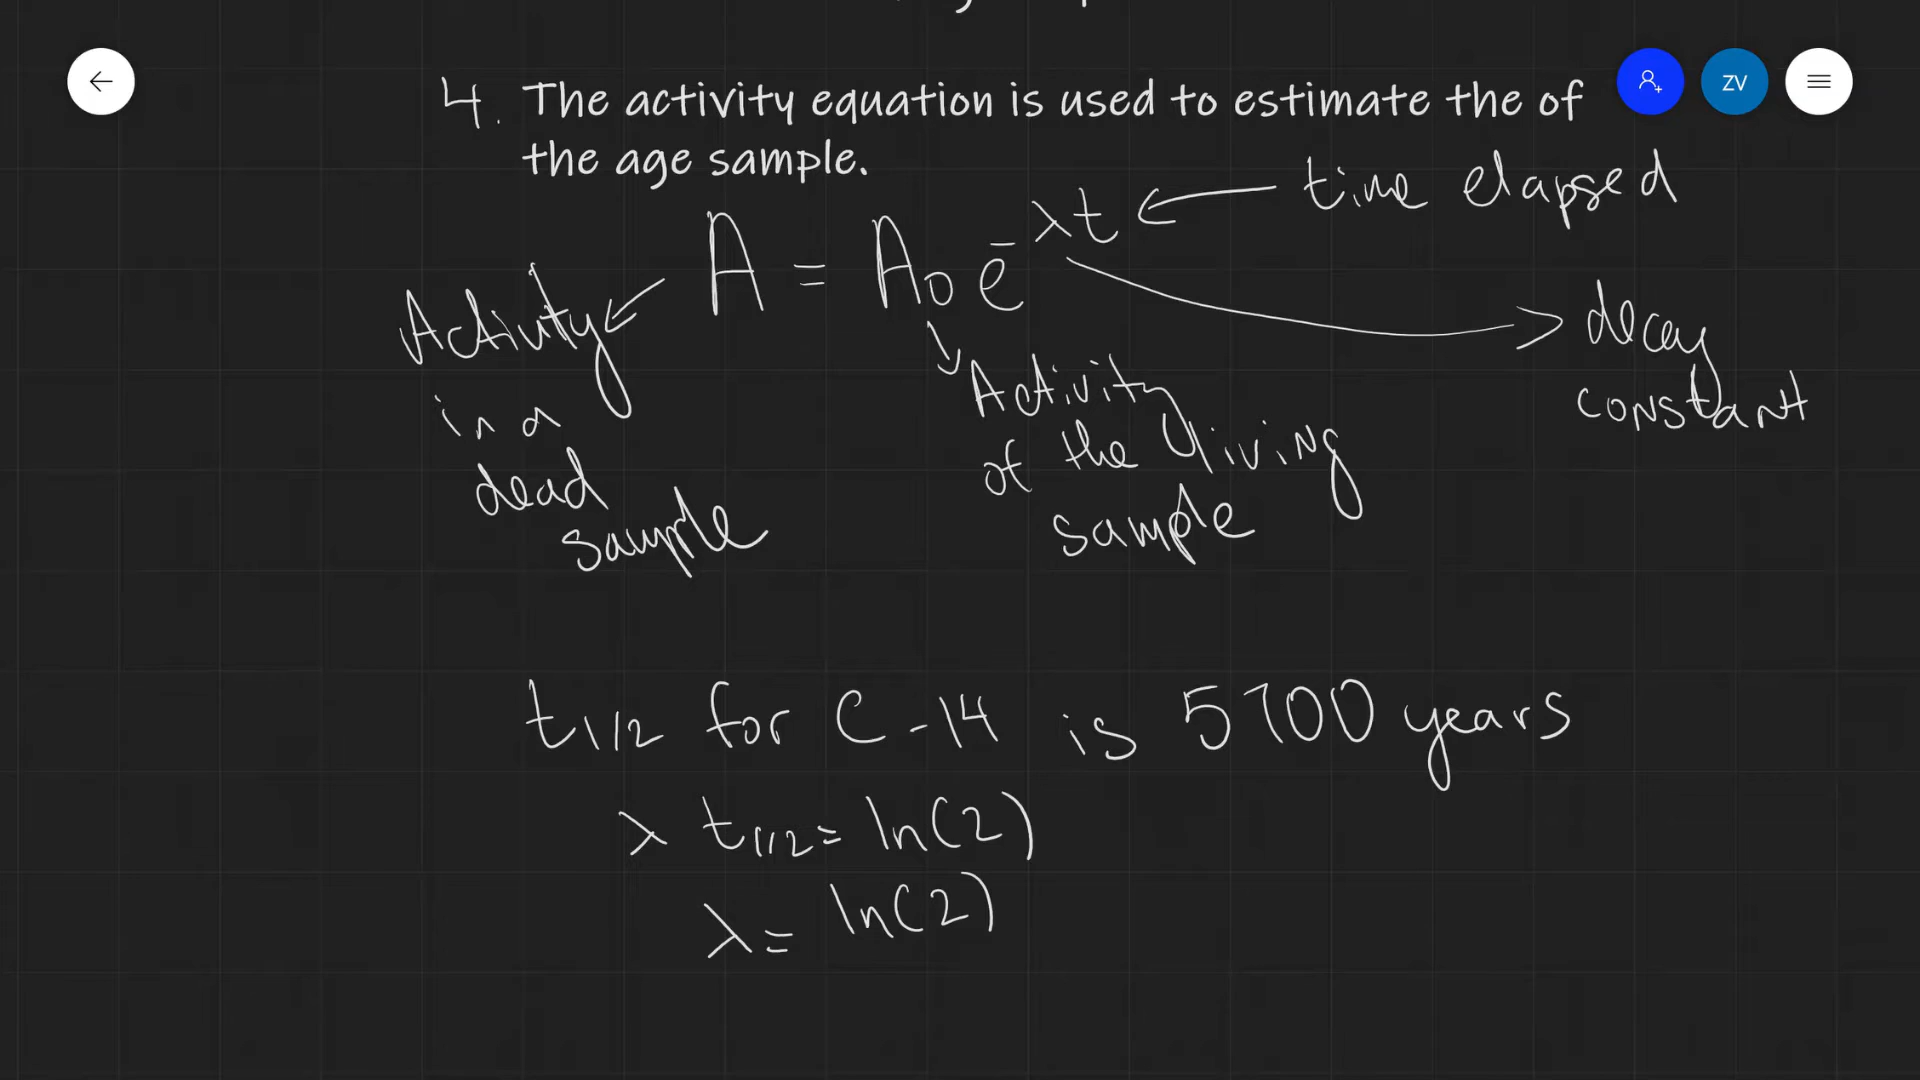 4. The activity equation is used to estimate the of
the age sample.
A = A₀ e^-λt ← time elapsed
decay
constant
Activity
in a
dead
sample
Activity
of the living
sample
t1/2 for C-14 is 5700 years
λ t1/2 = ln(2)
λ = ln(2)
ZV